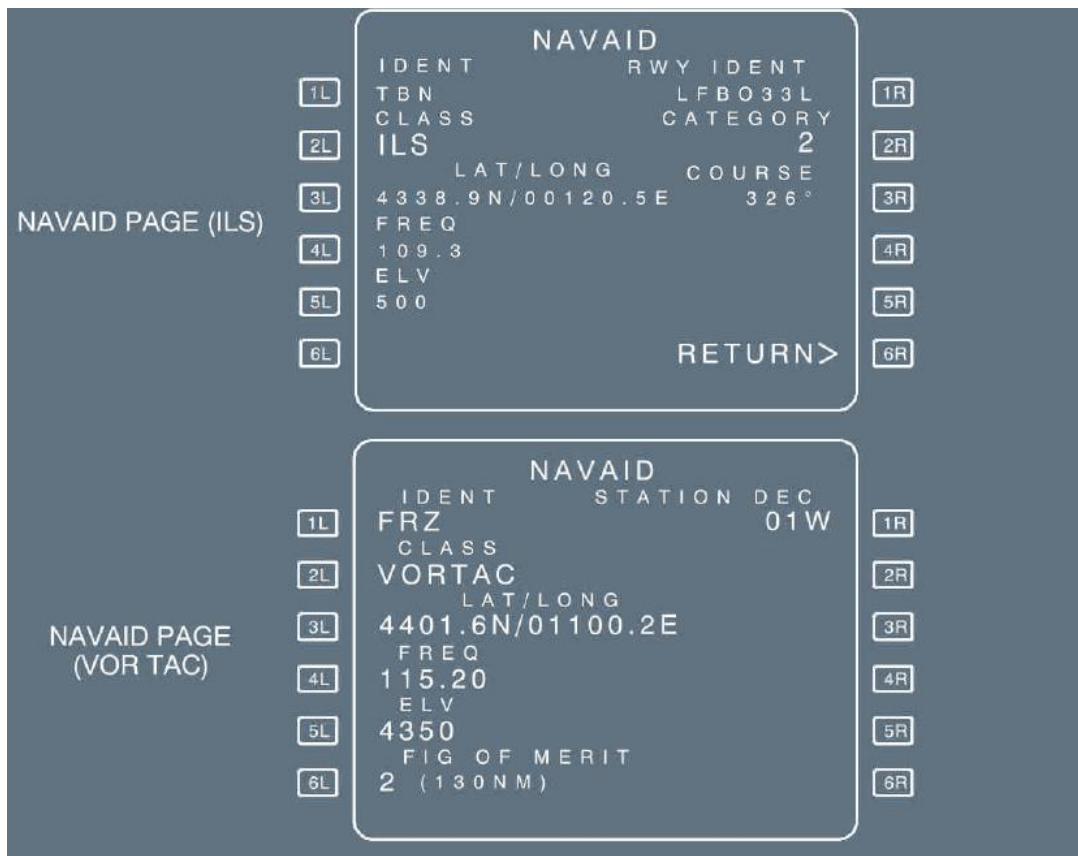 NAVAID
IDENT RWY IDENT
1L TBN LFBO33L 1R
CLASS CATEGORY
2L ILS 2 2R
LAT/LONG COURSE
3L 4338.9N/00120.5E 326° 3R
NAVAID PAGE (ILS)
FREQ
4L 109.3 4R
ELV
5L 500 5R
6L RETURN> 6R
NAVAID
IDENT STATION DEC
1L FRZ 01W 1R
CLASS
2L VORTAC 2R
LAT/LONG
3L 4401.6N/01100.2E 3R
NAVAID PAGE
(VOR TAC)
FREQ
4L 115.20 4R
ELV
5L 4350 5R
FIG OF MERIT
6L 2 (130NM) 6R